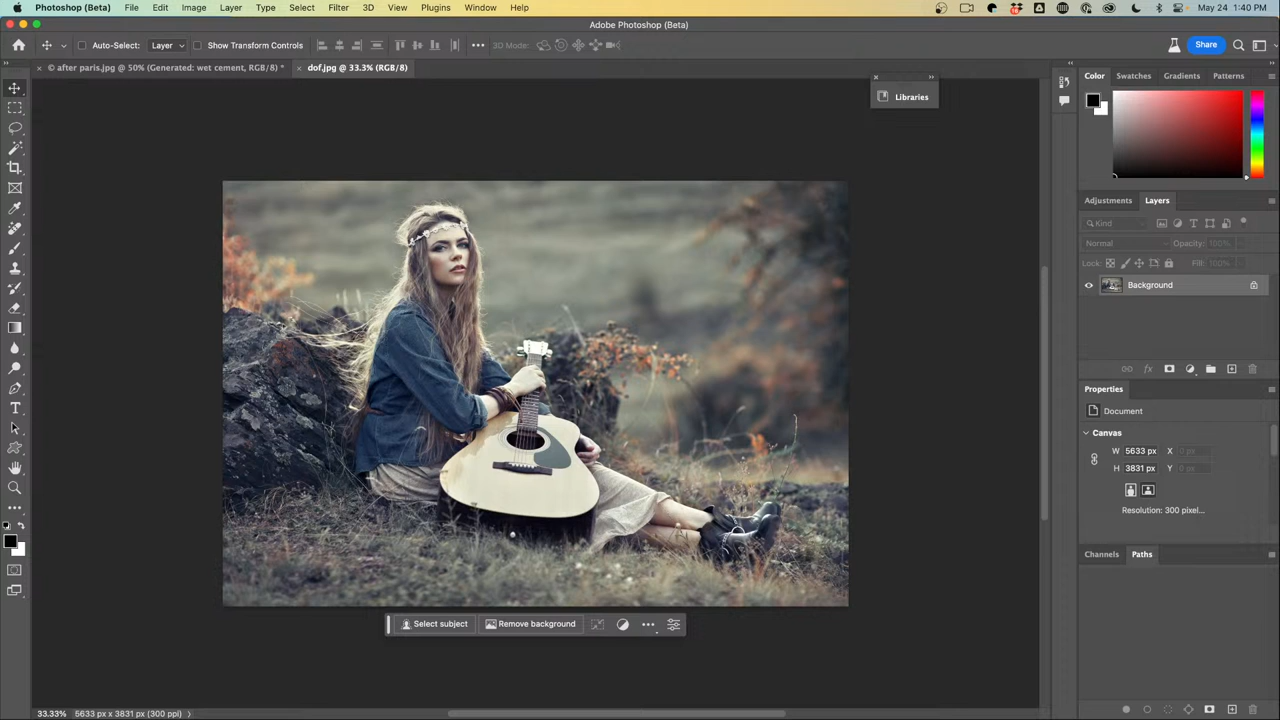 Photoshop (Beta) File Edit Image Layer Type Select Filter 3D View Plugins Window Help May 24 1:40 PM
Adobe Photoshop (Beta)
Auto-Select: Layer Show Transform Controls 3D Mode: Share
© after paris.jpg @ 50% (Generated: wet cement, RGB/8) * dof.jpg @ 33.3% (RGB/8)
Libraries
Color Swatches Gradients Patterns
Adjustments Layers
Kind
Normal Opacity: 100%
Lock: Fill: 100%
Background
fx
Properties
Document
Canvas
W 5633 px X 0 px
H 3831 px Y 0 px
Resolution: 300 pixel...
Channels Paths
Select subject Remove background
33.33% 5633 px x 3831 px (300 ppi)